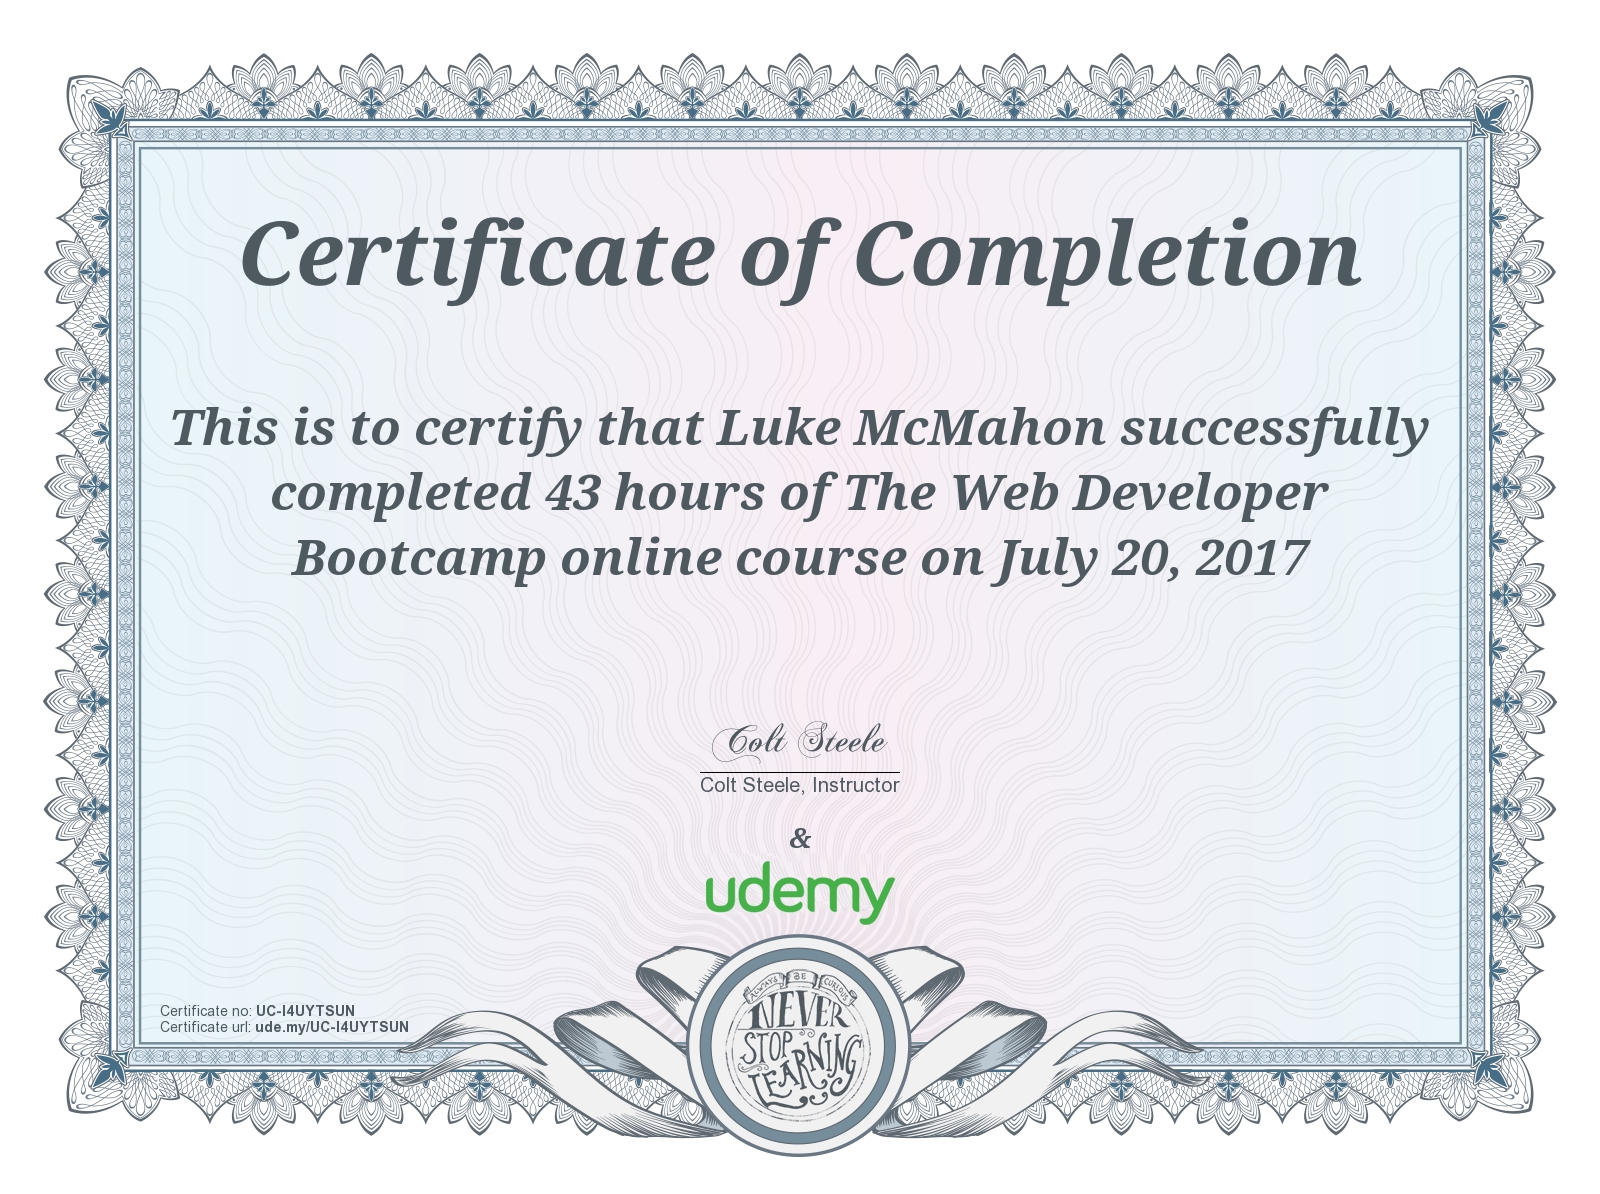 Certificate of Completion
This is to certify that Luke McMahon successfully
completed 43 hours of The Web Developer
Bootcamp online course on July 20, 2017
Colt Steele
Colt Steele, Instructor
&
udemy
Certificate no: UC-I4UYTSUN
Certificate url: ude.my/UC-I4UYTSUN
ALWAYS BE CURIOUS
NEVER
STOP
LEARNING